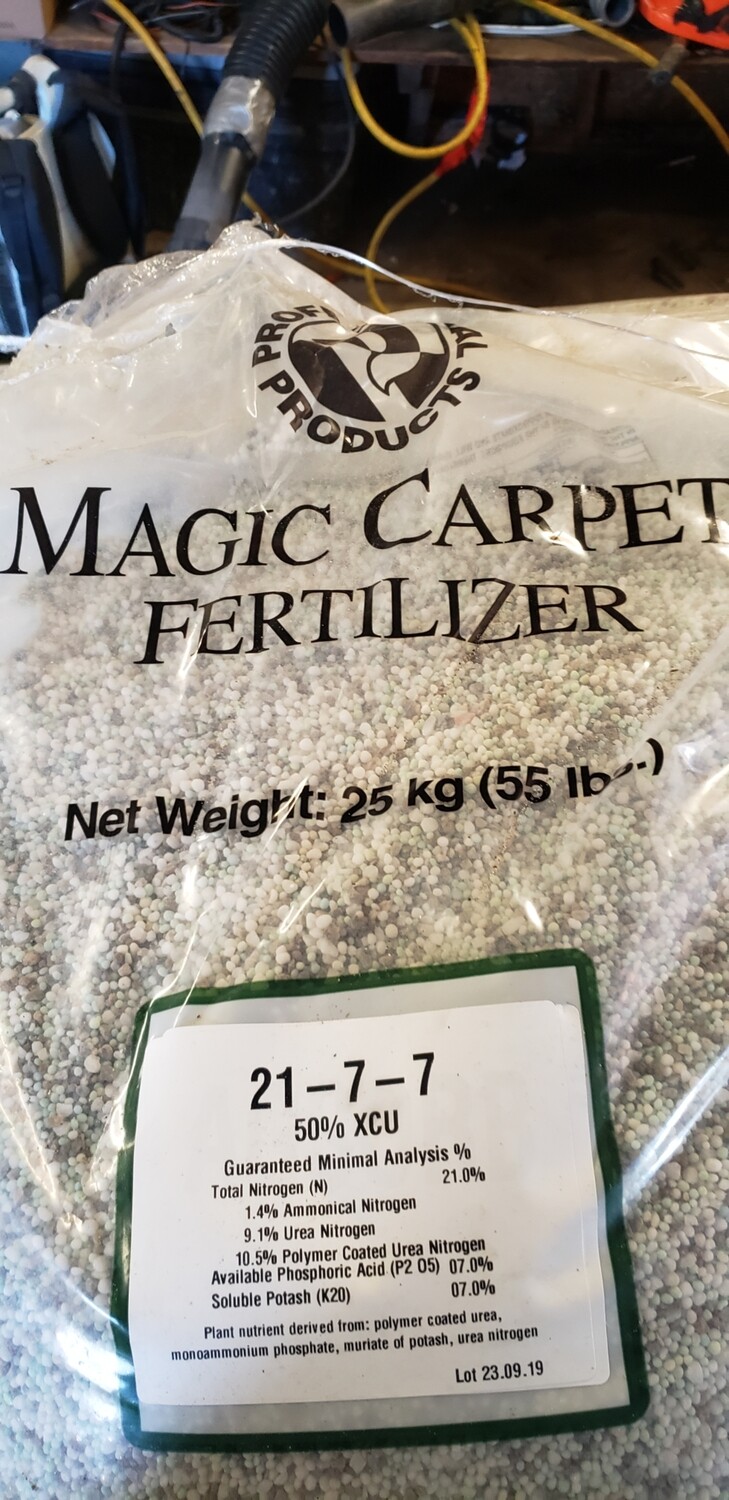 PRODUCTS
MAGIC CARPET
FERTILIZER
Net Weight: 25 kg (55 lbs.)
21-7-7
50% XCU
Guaranteed Minimal Analysis %
Total Nitrogen (N) 21.0%
1.4% Ammonical Nitrogen
9.1% Urea Nitrogen
10.5% Polymer Coated Urea Nitrogen
Available Phosphoric Acid (P2 O5) 07.0%
Soluble Potash (K20) 07.0%
Plant nutrient derived from: polymer coated urea,
monoammonium phosphate, muriate of potash, urea nitrogen
Lot 23.09.19